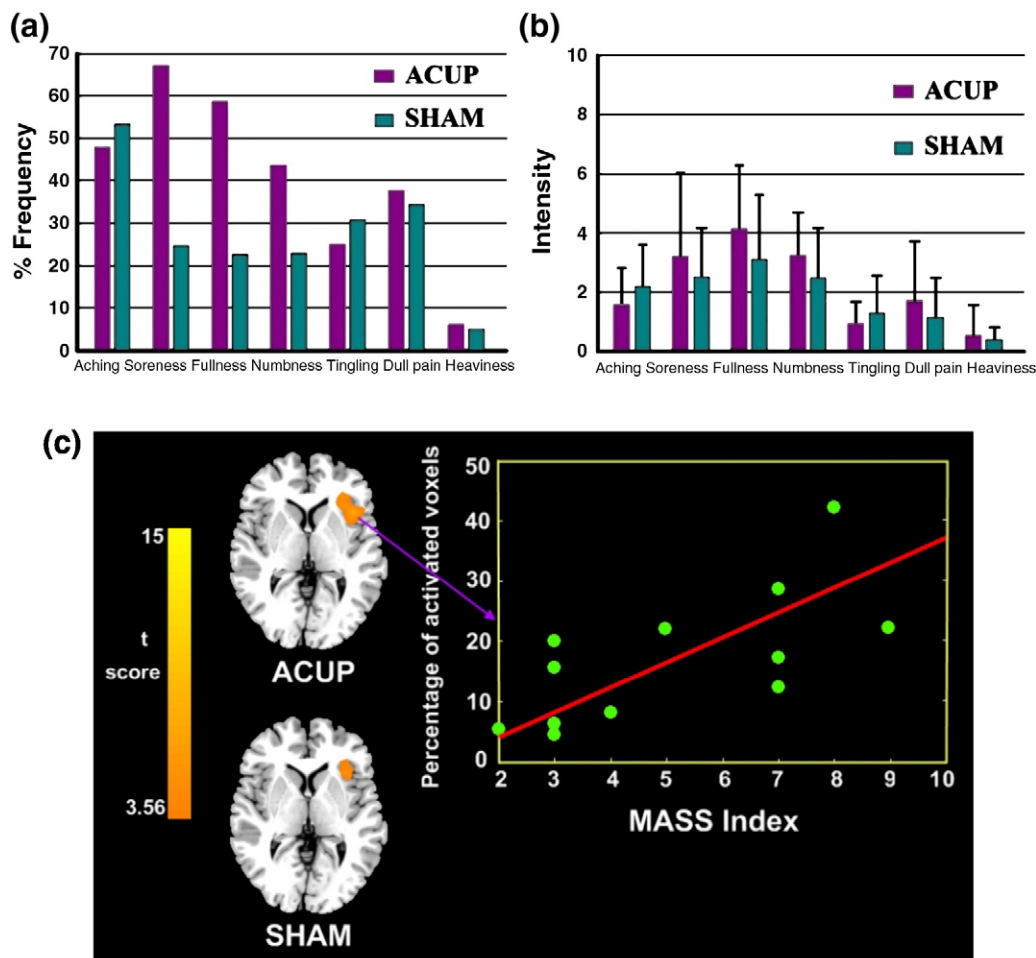 (a)
70
60
50
40
30
20
10
0
% Frequency
ACUP
SHAM
Aching Soreness Fullness Numbness Tingling Dull pain Heaviness
(b)
10
8
6
4
2
0
Intensity
ACUP
SHAM
Aching Soreness Fullness Numbness Tingling Dull pain Heaviness
(c)
15
t
score
3.56
ACUP
SHAM
Percentage of activated voxels
50
40
30
20
10
0
2 3 4 5 6 7 8 9 10
MASS Index